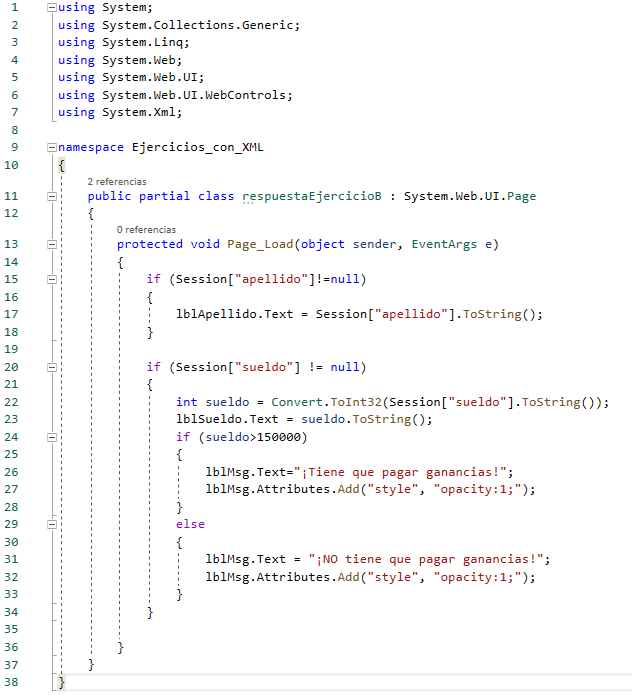 1 using System;
2 using System.Collections.Generic;
3 using System.Linq;
4 using System.Web;
5 using System.Web.UI;
6 using System.Web.UI.WebControls;
7 using System.Xml;
8
9 namespace Ejercicios_con_XML
10 {
2 referencias
11 public partial class respuestaEjercicioB : System.Web.UI.Page
12 {
0 referencias
13 protected void Page_Load(object sender, EventArgs e)
14 {
15 if (Session["apellido"]!=null)
16 {
17 lblApellido.Text = Session["apellido"].ToString();
18 }
19
20 if (Session["sueldo"] != null)
21 {
22 int sueldo = Convert.ToInt32(Session["sueldo"].ToString());
23 lblSueldo.Text = sueldo.ToString();
24 if (sueldo>150000)
25 {
26 lblMsg.Text="¡Tiene que pagar ganancias!";
27 lblMsg.Attributes.Add("style", "opacity:1;");
28 }
29 else
30 {
31 lblMsg.Text = "¡NO tiene que pagar ganancias!";
32 lblMsg.Attributes.Add("style", "opacity:1;");
33 }
34 }
35
36 }
37 }
38 }